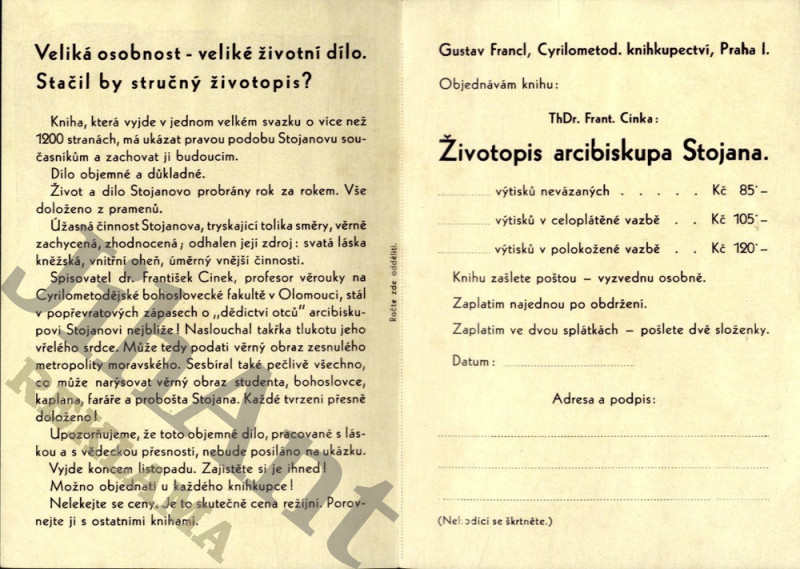 Veliká osobnost - veliké životní dílo.
Stačil by stručný životopis?
Kniha, která vyjde v jednom velkém svazku o více než
1200 stranách, má ukázat pravou podobu Stojanovu sou-
časníkům a zachovat ji budoucím.
Dílo objemné a důkladné.
Život a dílo Stojanovo probrány rok za rokem. Vše
doloženo z pramenů.
Úžasná činnost Stojanova, tryskající tolika směry, věrně
zachycená, zhodnocená; odhalen její zdroj: svatá láska
kněžská, vnitřní oheň, úměrný vnější činnosti.
Spisovatel dr. František Cinek, profesor věrouky na
Cyrilometodějské bohoslovecké fakultě v Olomouci, stál
v popřevratových zápasech o „dědictví otců" arcibisku-
povi Stojanovi nejblíže! Naslouchal takřka tlukotu jeho
vřelého srdce. Může tedy podati věrný obraz zesnulého
metropolity moravského. Sesbíral také pečlivě všechno,
co může narýsovat věrný obraz studenta, bohoslovce,
kaplana, faráře a probošta Stojana. Každé tvrzení přesně
doloženo!
Upozorňujeme, že toto objemné dílo, pracované s lás-
kou a s vědeckou přesností, nebude posíláno na ukázku.
Vyjde koncem listopadu. Zajistěte si je ihned!
Možno objednati u každého knihkupce!
Nelekejte se ceny. Je to skutečně cena režijní. Porov-
nejte ji s ostatními knihami.
Račte zde odděliti.
Gustav Francl, Cyrilometod. knihkupectví, Praha I.
Objednávám knihu:
ThDr. Frant. Cinka:
Životopis arcibiskupa Stojana.
výtisků nevázaných . . . . . Kč 85·–
výtisků v celoplátěné vazbě . . Kč 105·–
výtisků v polokožené vazbě . . Kč 120·–
Knihu zašlete poštou – vyzvednu osobně.
Zaplatím najednou po obdržení.
Zaplatím ve dvou splátkách – pošlete dvě složenky.
Datum:
Adresa a podpis:
(Nehodící se škrtněte.)
JiriAnt
REKLAMA